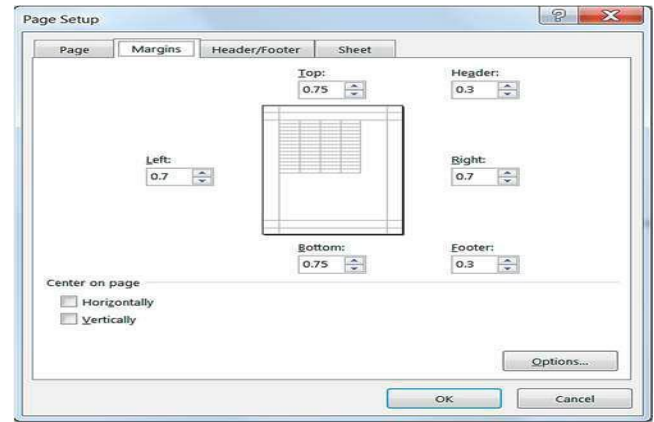 Page Setup
Page Margins Header/Footer Sheet
Top: Header:
0.75 0.3
Left: Right:
0.7 0.7
Bottom: Footer:
0.75 0.3
Center on page
Horizontally
Vertically
Options...
OK Cancel